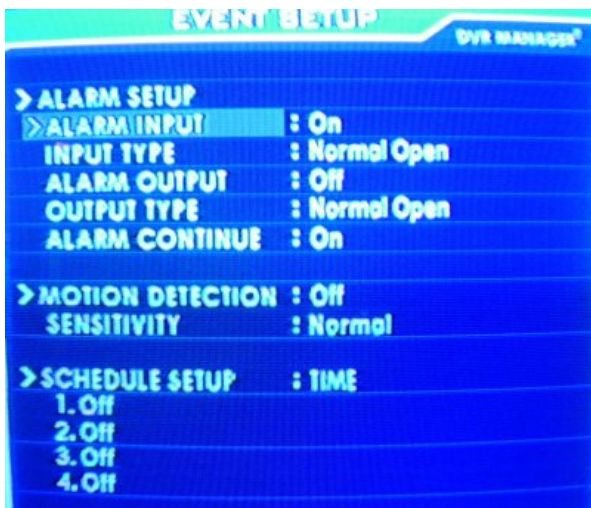 EVENT SETUP
DVR MANAGER®
> ALARM SETUP
>ALARM INPUT : On
INPUT TYPE : Normal Open
ALARM OUTPUT : Off
OUTPUT TYPE : Normal Open
ALARM CONTINUE : On
>MOTION DETECTION : Off
SENSITIVITY : Normal
>SCHEDULE SETUP : TIME
1. Off
2. Off
3. Off
4. Off